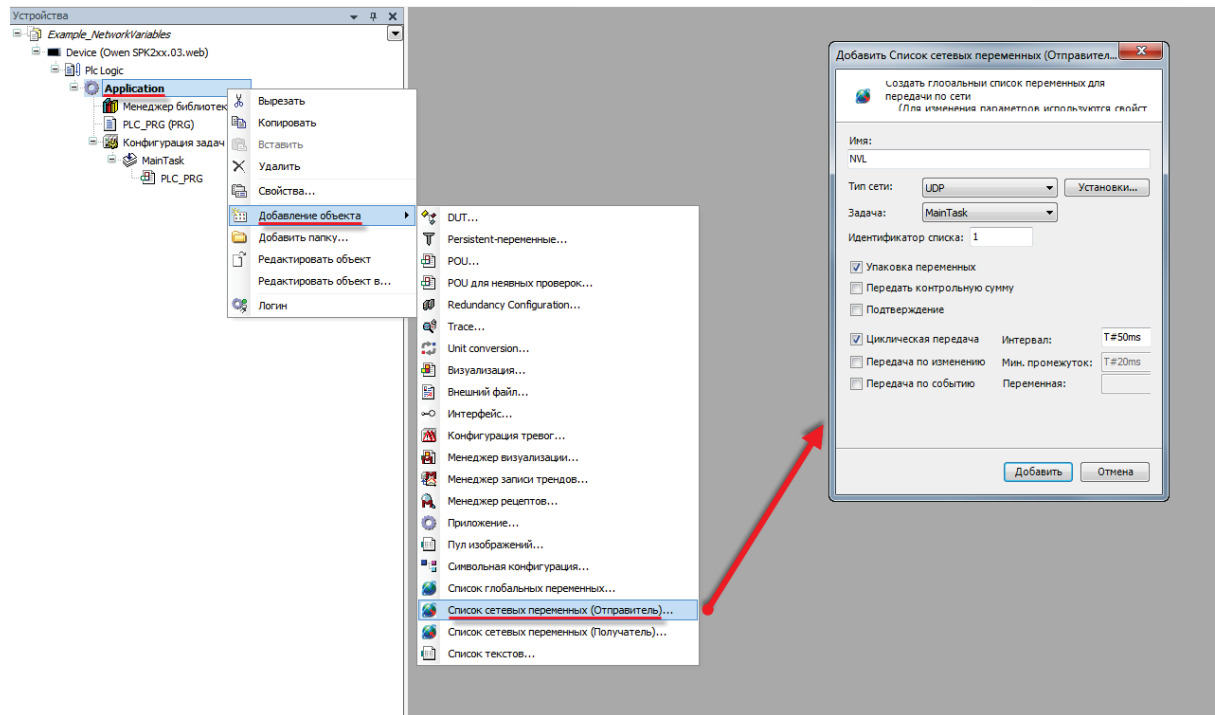 Устройства
Example_NetworkVariables
Device (Owen SPK2xx.03.web)
Plc Logic
Application
Менеджер библиотек
PLC_PRG (PRG)
Конфигурация задач
MainTask
PLC_PRG
Вырезать
Копировать
Вставить
Удалить
Свойства...
Добавление объекта
Добавить папку...
Редактировать объект
Редактировать объект в...
Логин
DUT...
Persistent-переменные...
POU...
POU для неявных проверок...
Redundancy Configuration...
Trace...
Unit conversion...
Визуализация...
Внешний файл...
Интерфейс...
Конфигурация тревог...
Менеджер визуализации...
Менеджер записи трендов...
Менеджер рецептов...
Приложение...
Пул изображений...
Символьная конфигурация...
Список глобальных переменных...
Список сетевых переменных (Отправитель)...
Список сетевых переменных (Получатель)...
Список текстов...
Добавить Список сетевых переменных (Отправител...
Создать глобальный список переменных для
передачи по сети
(Для изменения параметров используются свойст
Имя:
NVL
Тип сети: UDP Установки...
Задача: MainTask
Идентификатор списка: 1
Упаковка переменных
Передать контрольную сумму
Подтверждение
Циклическая передача Интервал: T#50ms
Передача по изменению Мин. промежуток: T#20ms
Передача по событию Переменная:
Добавить Отмена